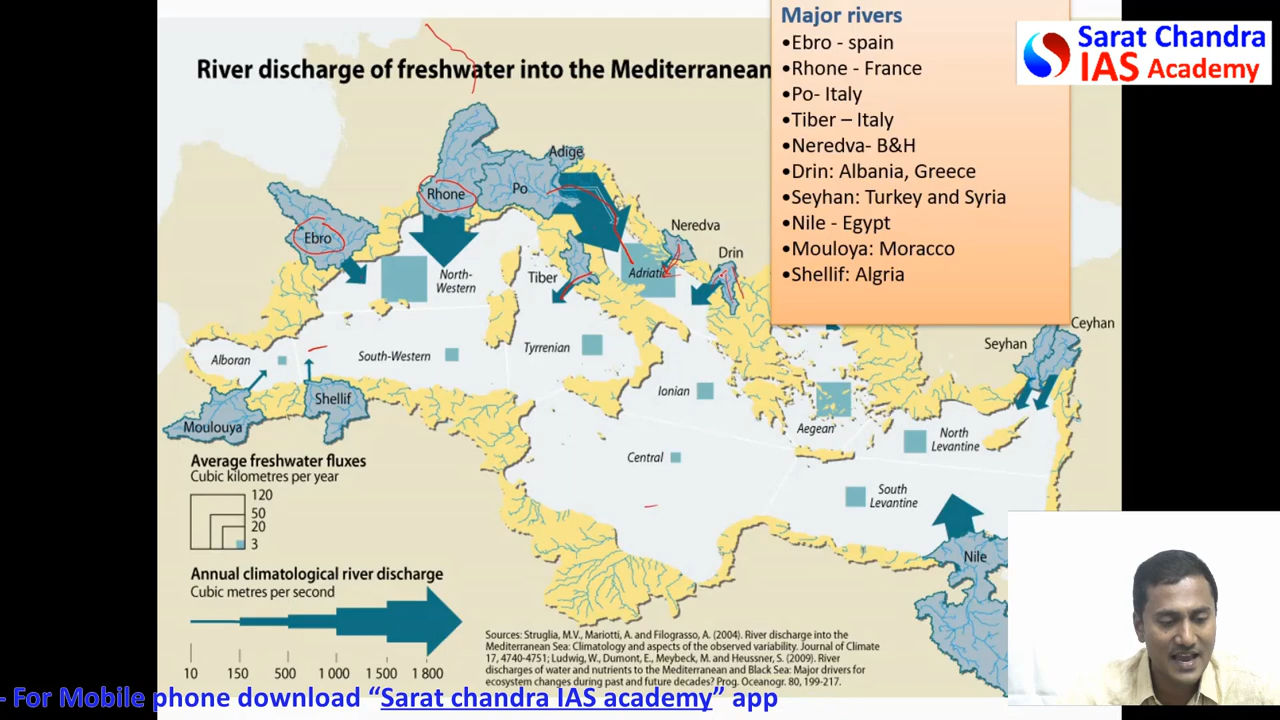 Major rivers
•Ebro - spain
•Rhone - France
•Po- Italy
•Tiber – Italy
•Neredva- B&H
•Drin: Albania, Greece
•Seyhan: Turkey and Syria
•Nile - Egypt
•Mouloya: Moracco
•Shellif: Algria
Sarat Chandra
IAS Academy
River discharge of freshwater into the Mediterranean
Adige
Rhone
Po
Neredva
Ebro
Drin
North-
Western
Tiber
Adriatic
Ceyhan
Seyhan
Alboran
South-Western
Tyrrenian
Ionian
Shellif
Moulouya
Aegean
North
Levantine
Central
South
Levantine
Nile
Average freshwater fluxes
Cubic kilometres per year
120
50
20
3
Annual climatological river discharge
Cubic metres per second
10 150 500 1 000 1 500 1 800
Sources: Struglia, M.V., Mariotti, A. and Filograsso, A. (2004). River discharge into the
Mediterranean Sea: Climatology and aspects of the observed variability. Journal of Climate
17, 4740-4751; Ludwig, W., Dumont, E., Meybeck, M. and Heussner, S. (2009). River
discharges of water and nutrients to the Mediterranean and Black Sea: Major drivers for
ecosystem changes during past and future decades? Prog. Oceanogr. 80, 199-217.
- For Mobile phone download “Sarat chandra IAS academy” app